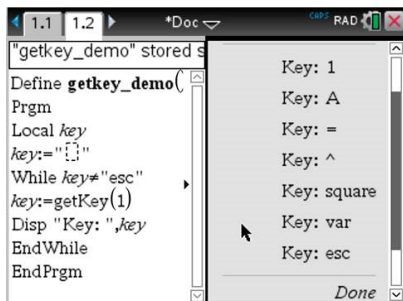 1.1 1.2 *Doc CAPS RAD
"getkey_demo" stored s
Define getkey_demo(
Prgm
Local key
key:=" "
While key≠"esc"
key:=getKey(1)
Disp "Key: ",key
EndWhile
EndPrgm
Key: 1
Key: A
Key: =
Key: ^
Key: square
Key: var
Key: esc
Done